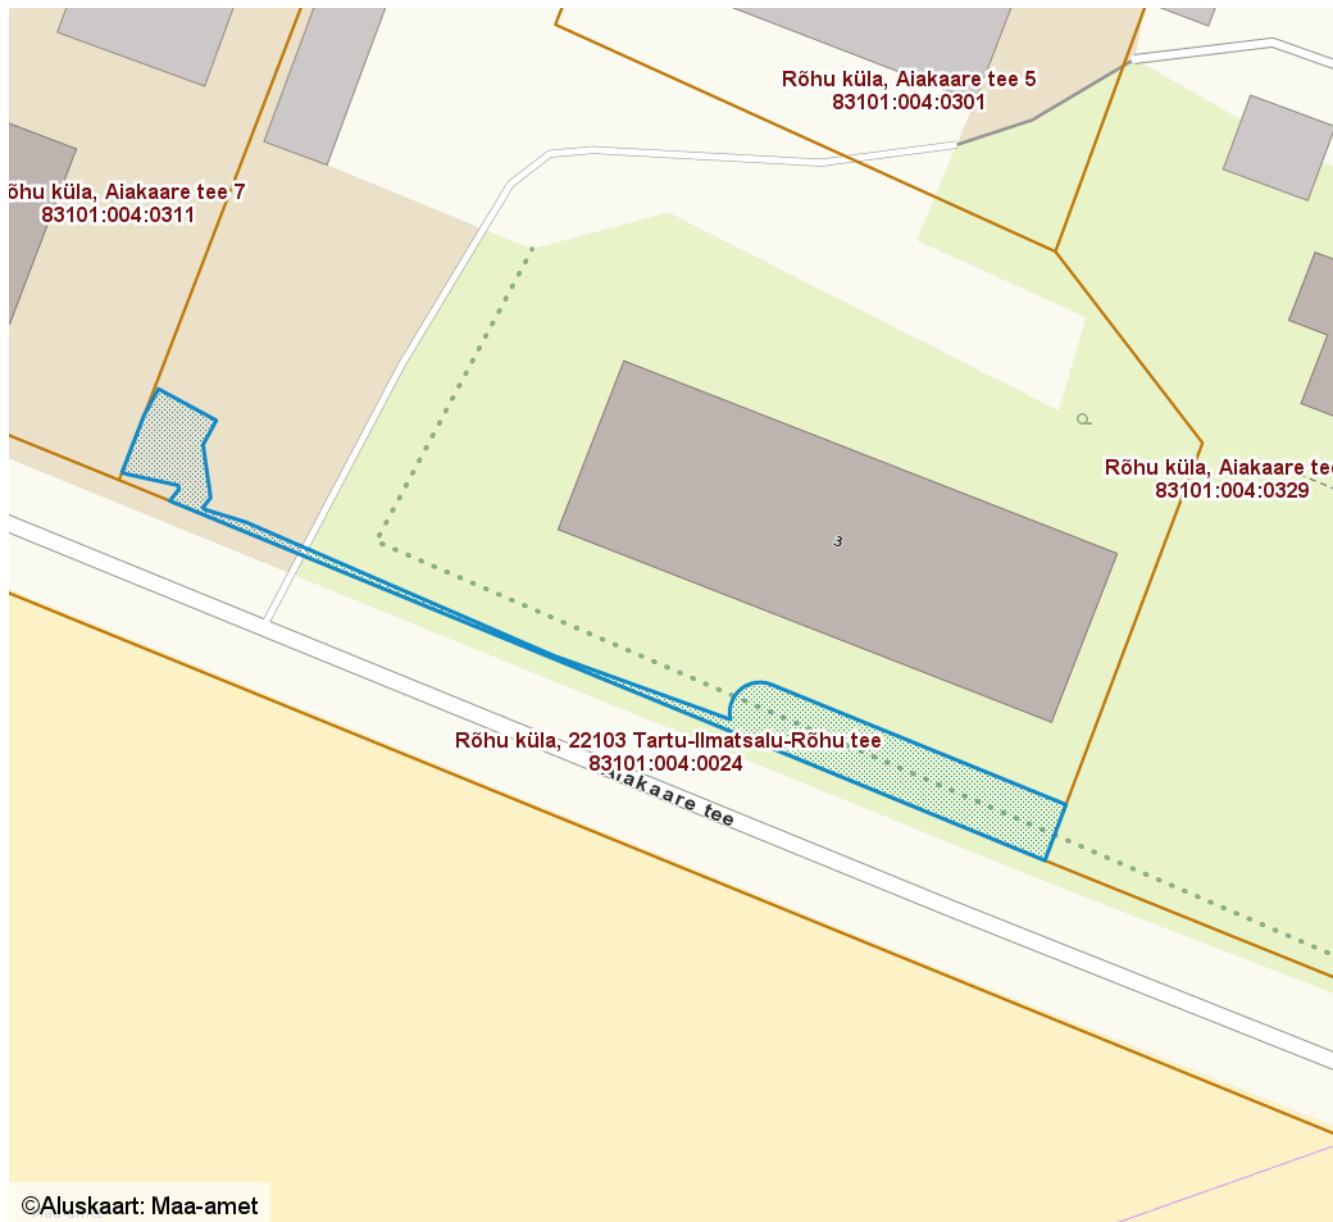 Rõhu küla, Aiakaare tee 5
83101:004:0301
õhu küla, Aiakaare tee 7
83101:004:0311
Rõhu küla, Aiakaare tee
83101:004:0329
3
Rõhu küla, 22103 Tartu-Ilmatsalu-Rõhu tee
83101:004:0024
Aiakaare tee
©Aluskaart: Maa-amet